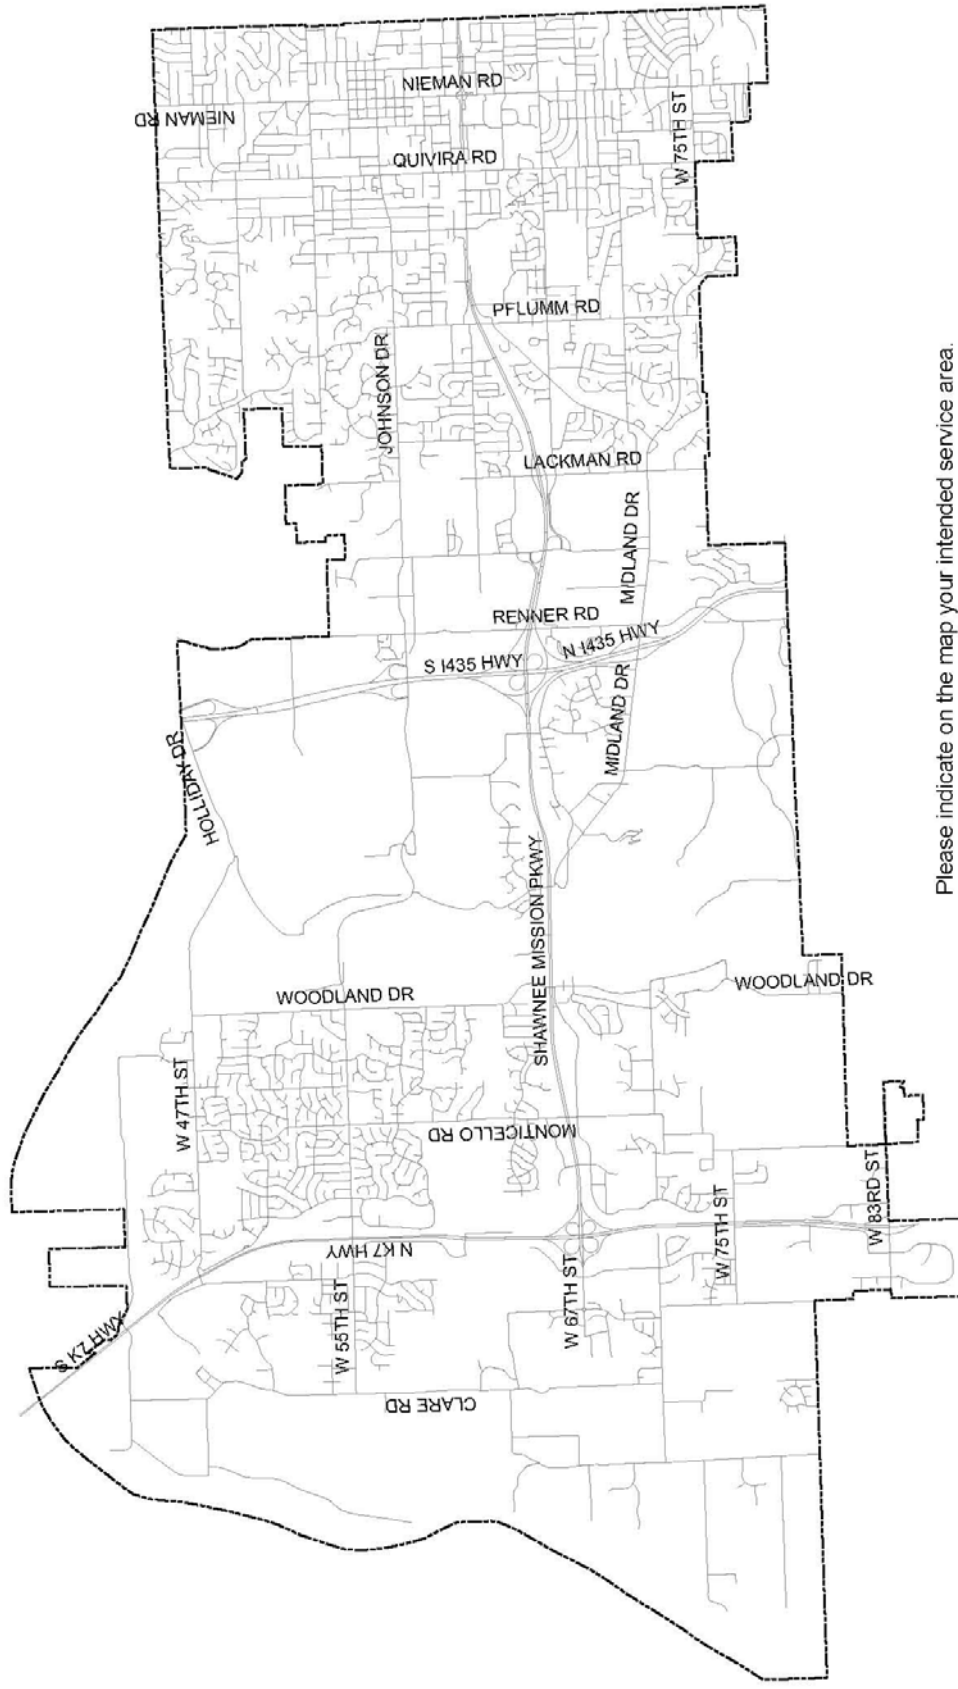 NIEMAN RD
NIEMAN RD
QUIVIRA RD
W 75TH ST
PFLUMM RD
JOHNSON DR
LACKMAN RD
MIDLAND DR
RENNER RD
N I435 HWY
S I435 HWY
MIDLAND DR
HOLLIDAY DR
SHAWNEE MISSION PKWY
WOODLAND DR
WOODLAND DR
W 47TH ST
MONTICELLO RD
W 83RD ST
W 75TH ST
N K7 HWY
W 67TH ST
W 55TH ST
S K7 HWY
CLARE RD
Please indicate on the map your intended service area.